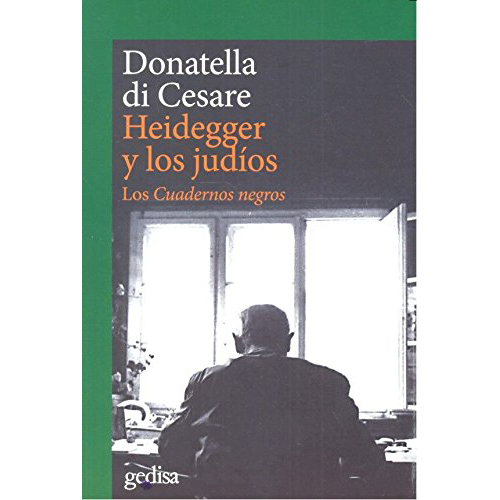 Donatella
di Cesare
Heidegger
y los judíos
Los Cuadernos negros
gedisa